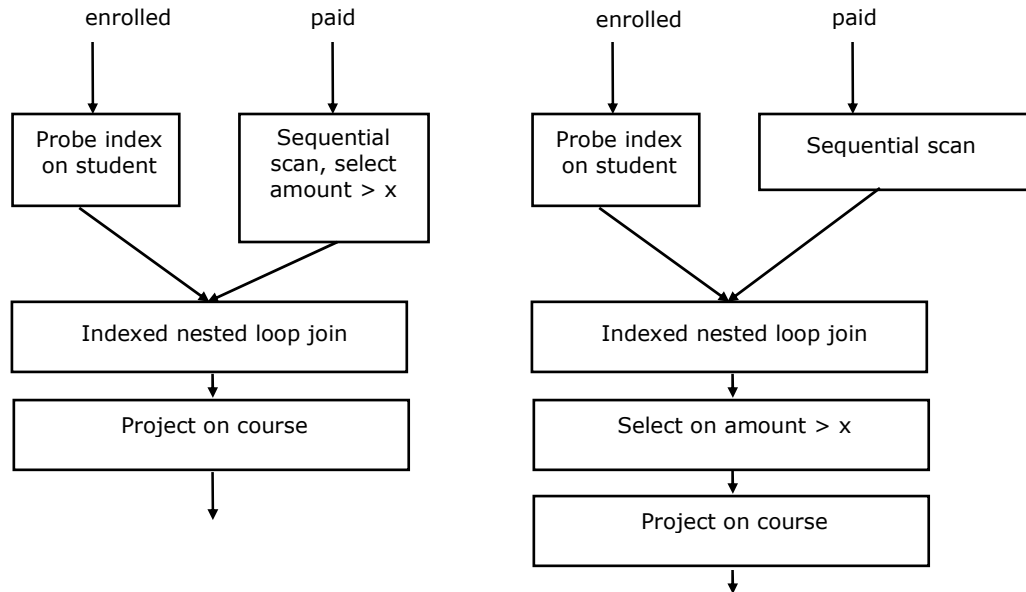 enrolled
paid
Probe index
on student
Sequential
scan, select
amount > x
Indexed nested loop join
Project on course
enrolled
paid
Probe index
on student
Sequential scan
Indexed nested loop join
Select on amount > x
Project on course